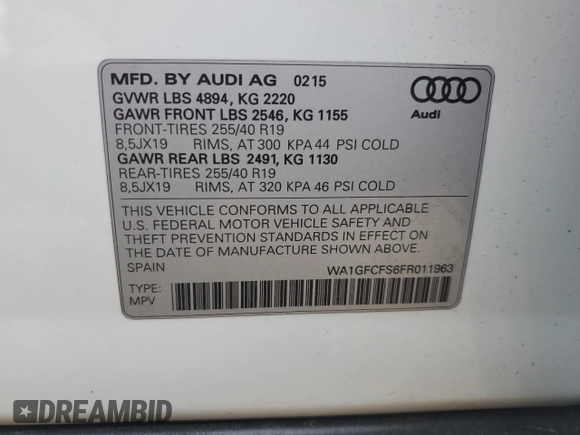 MFD. BY AUDI AG 0215
GVWR LBS 4894, KG 2220
GAWR FRONT LBS 2546, KG 1155
FRONT-TIRES 255/40 R19
8,5JX19 RIMS, AT 300 KPA 44 PSI COLD
GAWR REAR LBS 2491, KG 1130
REAR-TIRES 255/40 R19
8,5JX19 RIMS, AT 320 KPA 46 PSI COLD
Audi
THIS VEHICLE CONFORMS TO ALL APPLICABLE
U.S. FEDERAL MOTOR VEHICLE SAFETY AND
THEFT PREVENTION STANDARDS IN EFFECT ON
THE DATE OF MANUFACTURE SHOWN ABOVE.
SPAIN WA1GFCFS6FR011963
TYPE:
MPV
DREAMBID